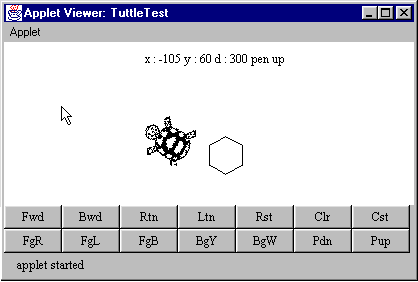 Applet Viewer: TuttleTest
Applet
x : -105 y : 60 d : 300 pen up
Fwd Bwd Rtn Ltn Rst Clr Cst
FgR FgL FgB BgY BgW Pdn Pup
applet started